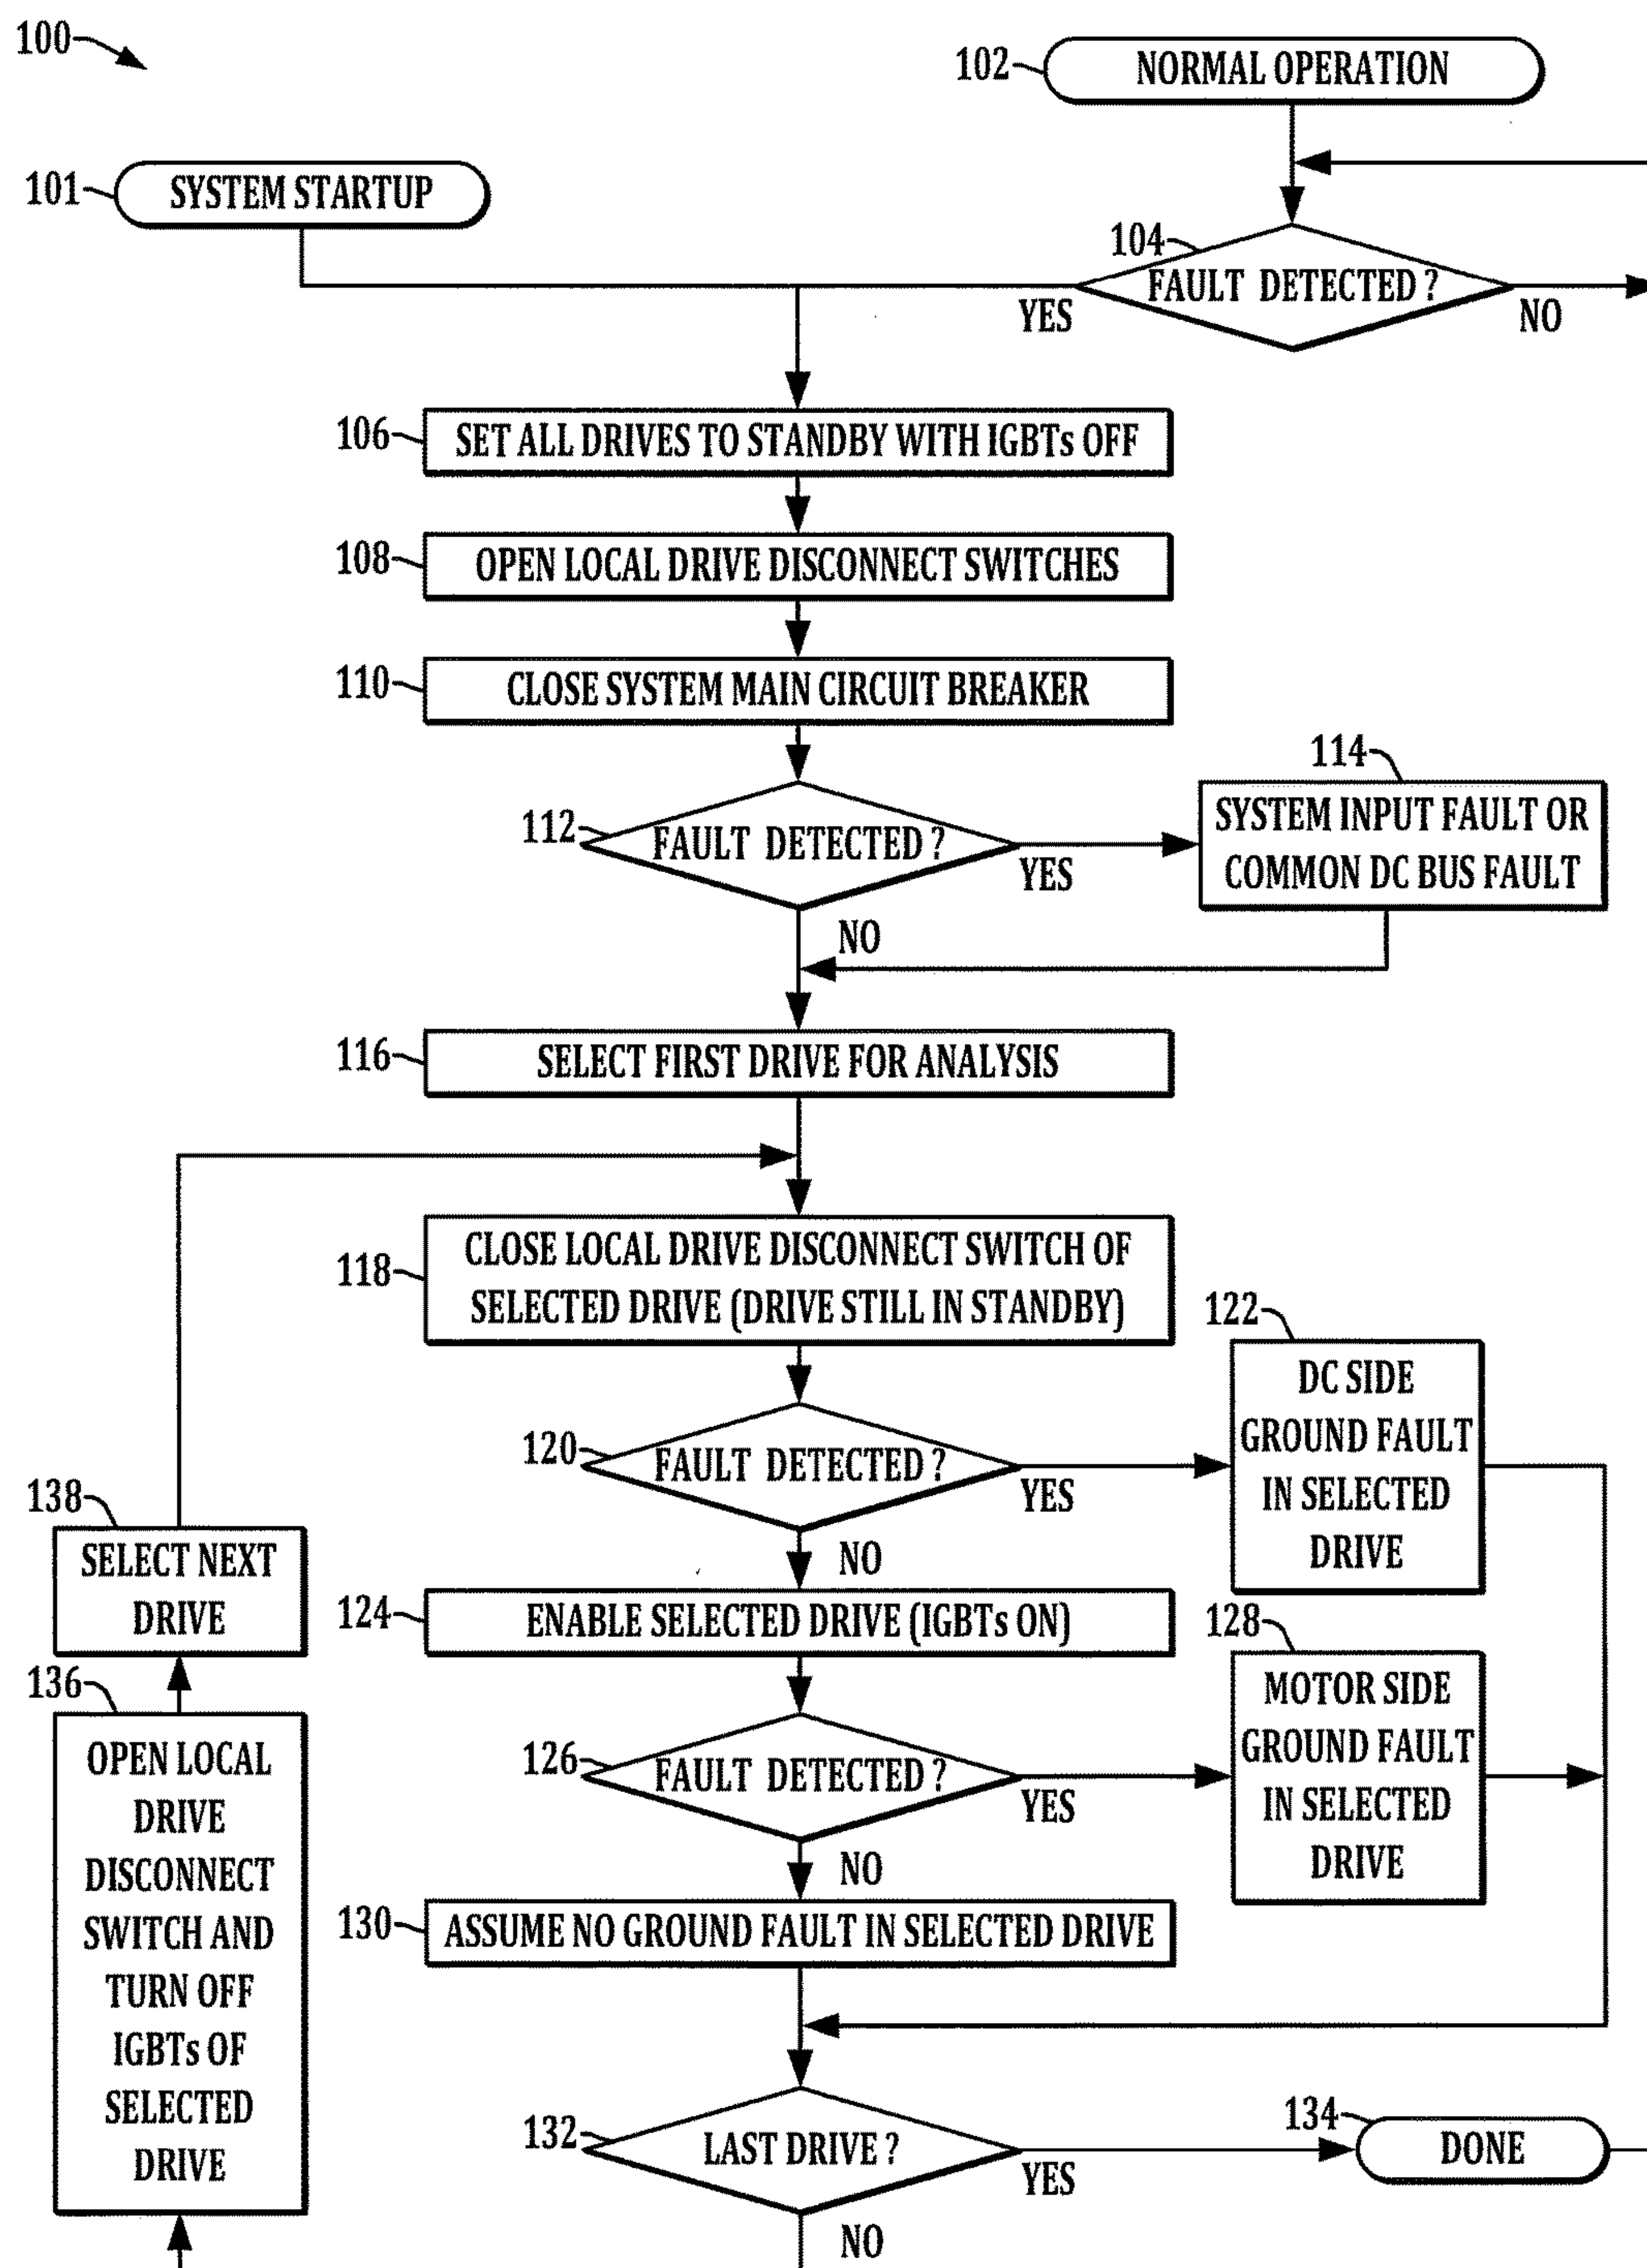 100
102
NORMAL OPERATION
101
SYSTEM STARTUP
104
FAULT DETECTED ?
YES
NO
106
SET ALL DRIVES TO STANDBY WITH IGBTs OFF
108
OPEN LOCAL DRIVE DISCONNECT SWITCHES
110
CLOSE SYSTEM MAIN CIRCUIT BREAKER
112
FAULT DETECTED ?
YES
NO
114
SYSTEM INPUT FAULT OR
COMMON DC BUS FAULT
116
SELECT FIRST DRIVE FOR ANALYSIS
118
CLOSE LOCAL DRIVE DISCONNECT SWITCH OF
SELECTED DRIVE (DRIVE STILL IN STANDBY)
120
FAULT DETECTED ?
YES
NO
122
DC SIDE
GROUND FAULT
IN SELECTED
DRIVE
124
ENABLE SELECTED DRIVE (IGBTs ON)
126
FAULT DETECTED ?
YES
NO
128
MOTOR SIDE
GROUND FAULT
IN SELECTED
DRIVE
130
ASSUME NO GROUND FAULT IN SELECTED DRIVE
132
LAST DRIVE ?
YES
NO
134
DONE
136
OPEN LOCAL
DRIVE
DISCONNECT
SWITCH AND
TURN OFF
IGBTs OF
SELECTED
DRIVE
138
SELECT NEXT
DRIVE